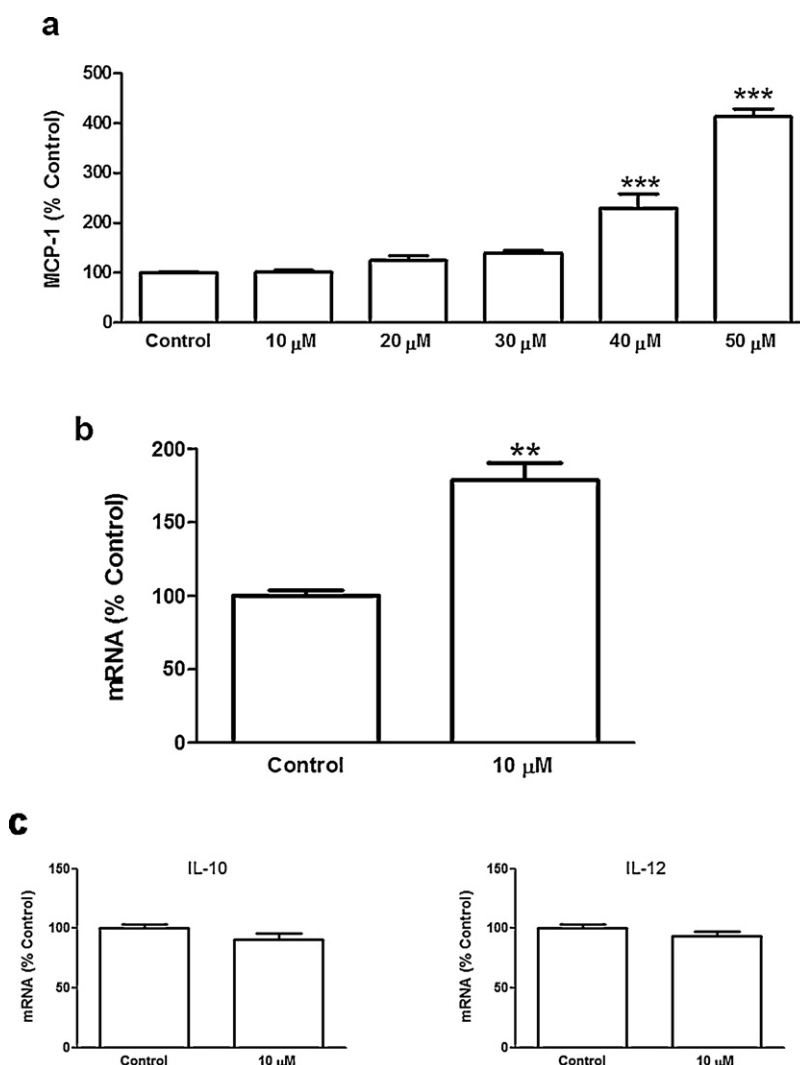 a
MCP-1 (% Control)
500
400
300
200
100
0
***
***
Control 10 μM 20 μM 30 μM 40 μM 50 μM
b
mRNA (% Control)
200
150
100
50
0
**
Control 10 μM
c
IL-10
mRNA (% Control)
150
100
50
0
Control 10 μM
IL-12
mRNA (% Control)
150
100
50
0
Control 10 μM